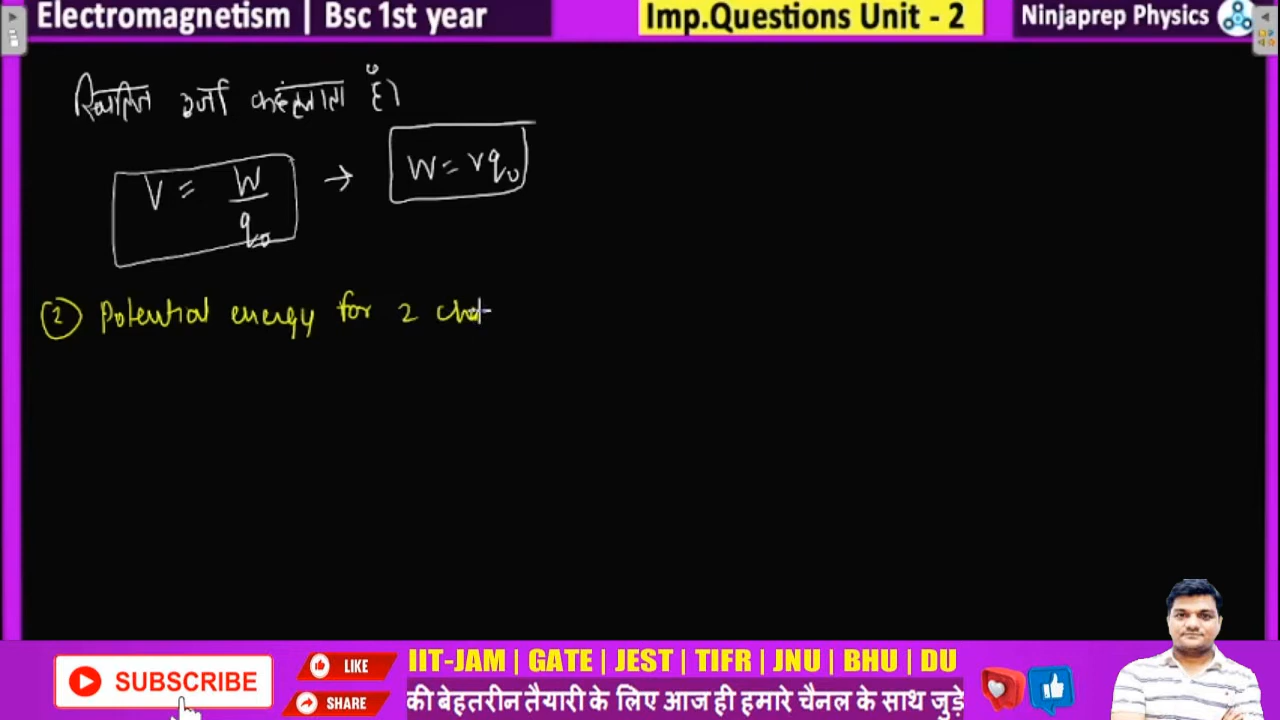 Electromagnetism | Bsc 1st year
Imp.Questions Unit - 2
Ninjaprep Physics
स्थितिज उर्जा कहलाता है।
V = W / q₀ → W = Vq₀
② Potential energy for 2 cha
SUBSCRIBE
LIKE
SHARE
IIT-JAM | GATE | JEST | TIFR | JNU | BHU | DU
की बेहतरीन तैयारी के लिए आज ही हमारे चैनल के साथ जुड़े